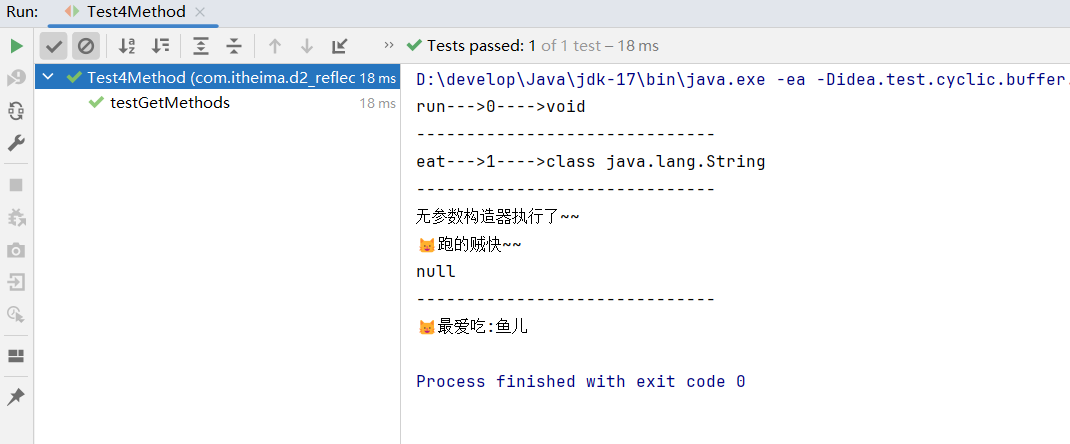 Run: Test4Method
Tests passed: 1 of 1 test – 18 ms
Test4Method (com.itheima.d2_reflec 18 ms
testGetMethods 18 ms
D:\develop\Java\jdk-17\bin\java.exe -ea -Didea.test.cyclic.buffer.
run--->0---->void
------------------------------
eat--->1---->class java.lang.String
------------------------------
无参数构造器执行了~~
🐱跑的贼快~~
null
------------------------------
🐱最爱吃:鱼儿
Process finished with exit code 0